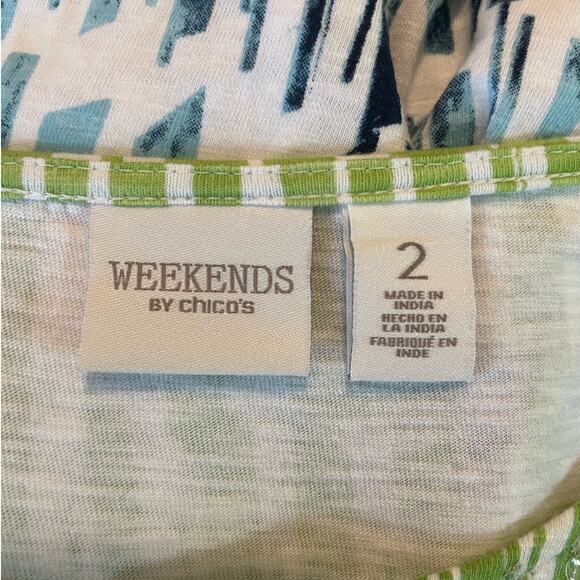 WEEKENDS
BY chico's
2
MADE IN
INDIA
HECHO EN
LA INDIA
FABRIQUÉ EN
INDE